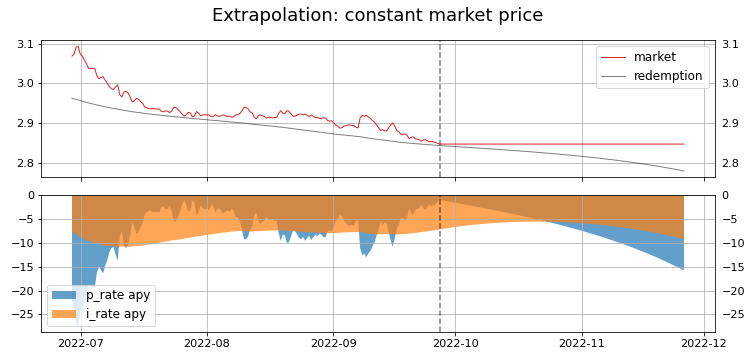 Extrapolation: constant market price
3.1 3.1
3.0 3.0
2.9 2.9
2.8 2.8
market
redemption
0 0
−5 −5
−10 −10
−15 −15
−20 −20
−25 −25
p_rate apy
i_rate apy
2022-07 2022-08 2022-09 2022-10 2022-11 2022-12